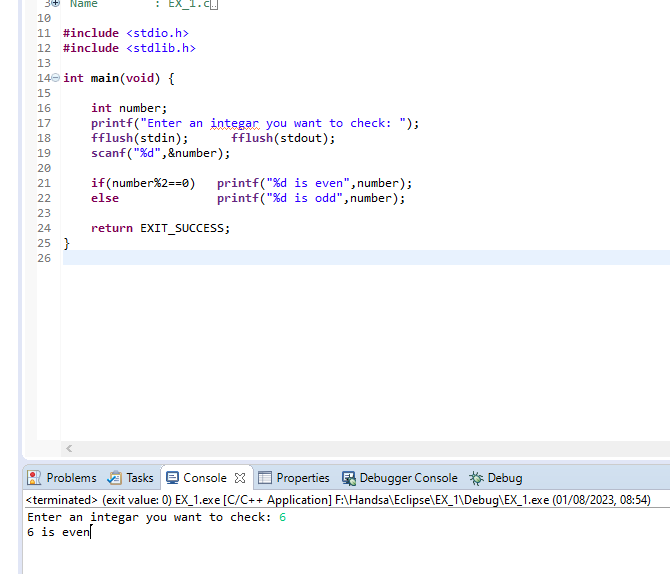 3 Name : EX_1.c
10
11 #include <stdio.h>
12 #include <stdlib.h>
13
14 int main(void) {
15
16 int number;
17 printf("Enter an integar you want to check: ");
18 fflush(stdin); fflush(stdout);
19 scanf("%d",&number);
20
21 if(number%2==0) printf("%d is even",number);
22 else printf("%d is odd",number);
23
24 return EXIT_SUCCESS;
25 }
26
Problems Tasks Console Properties Debugger Console Debug
<terminated> (exit value: 0) EX_1.exe [C/C++ Application] F:\Handsa\Eclipse\EX_1\Debug\EX_1.exe (01/08/2023, 08:54)
Enter an integar you want to check: 6
6 is even